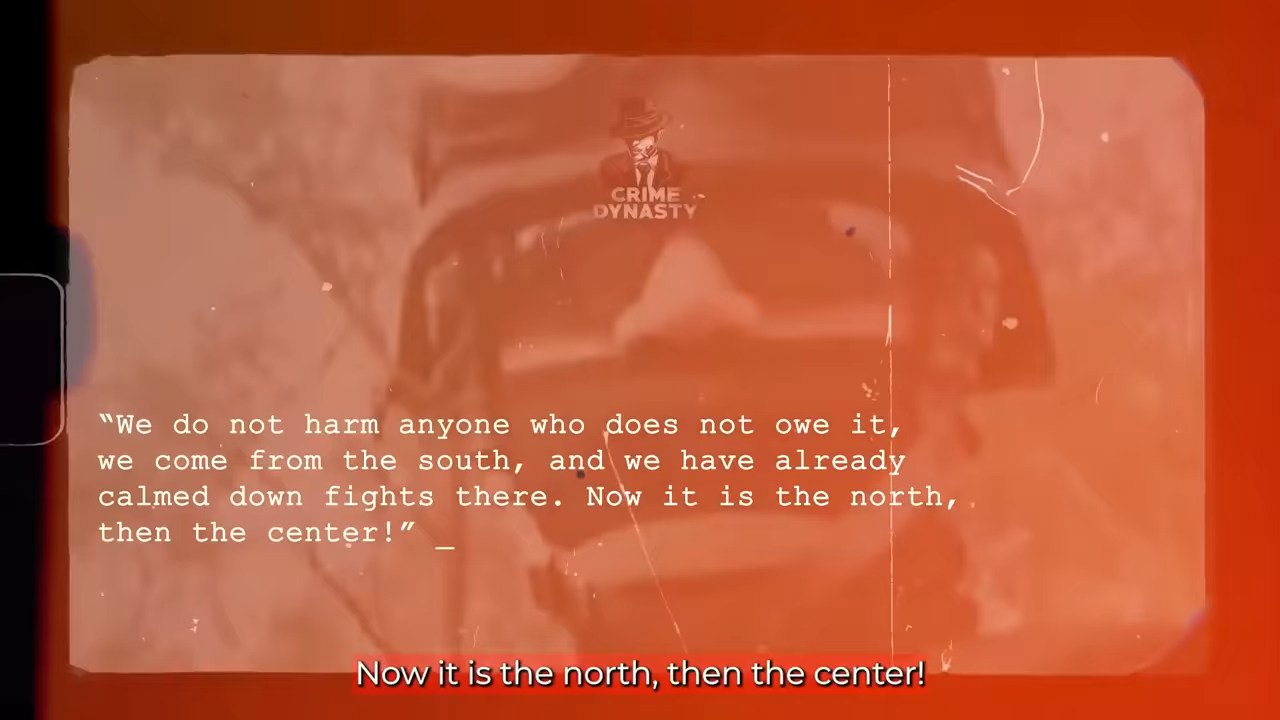 CRIME
DYNASTY
“We do not harm anyone who does not owe it,
we come from the south, and we have already
calmed down fights there. Now it is the north,
then the center!” _
Now it is the north, then the center!